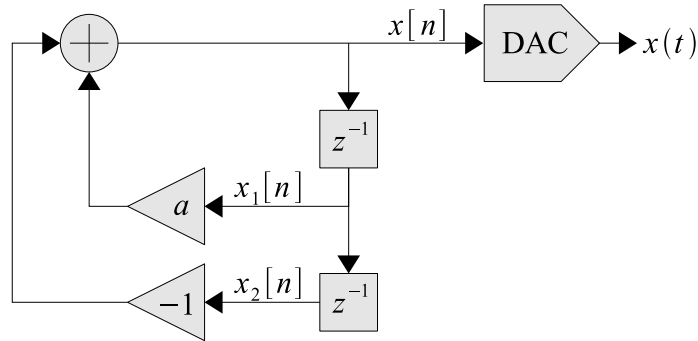 x[n]
DAC
x(t)
z⁻¹
a
x₁[n]
−1
x₂[n]
z⁻¹